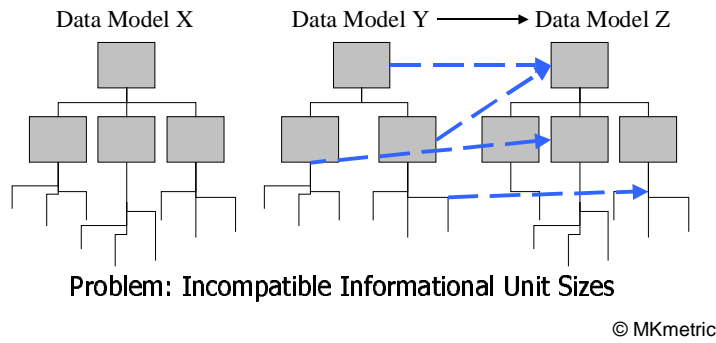 Data Model X
Data Model Y
Data Model Z
Problem: Incompatible Informational Unit Sizes
© MKmetric